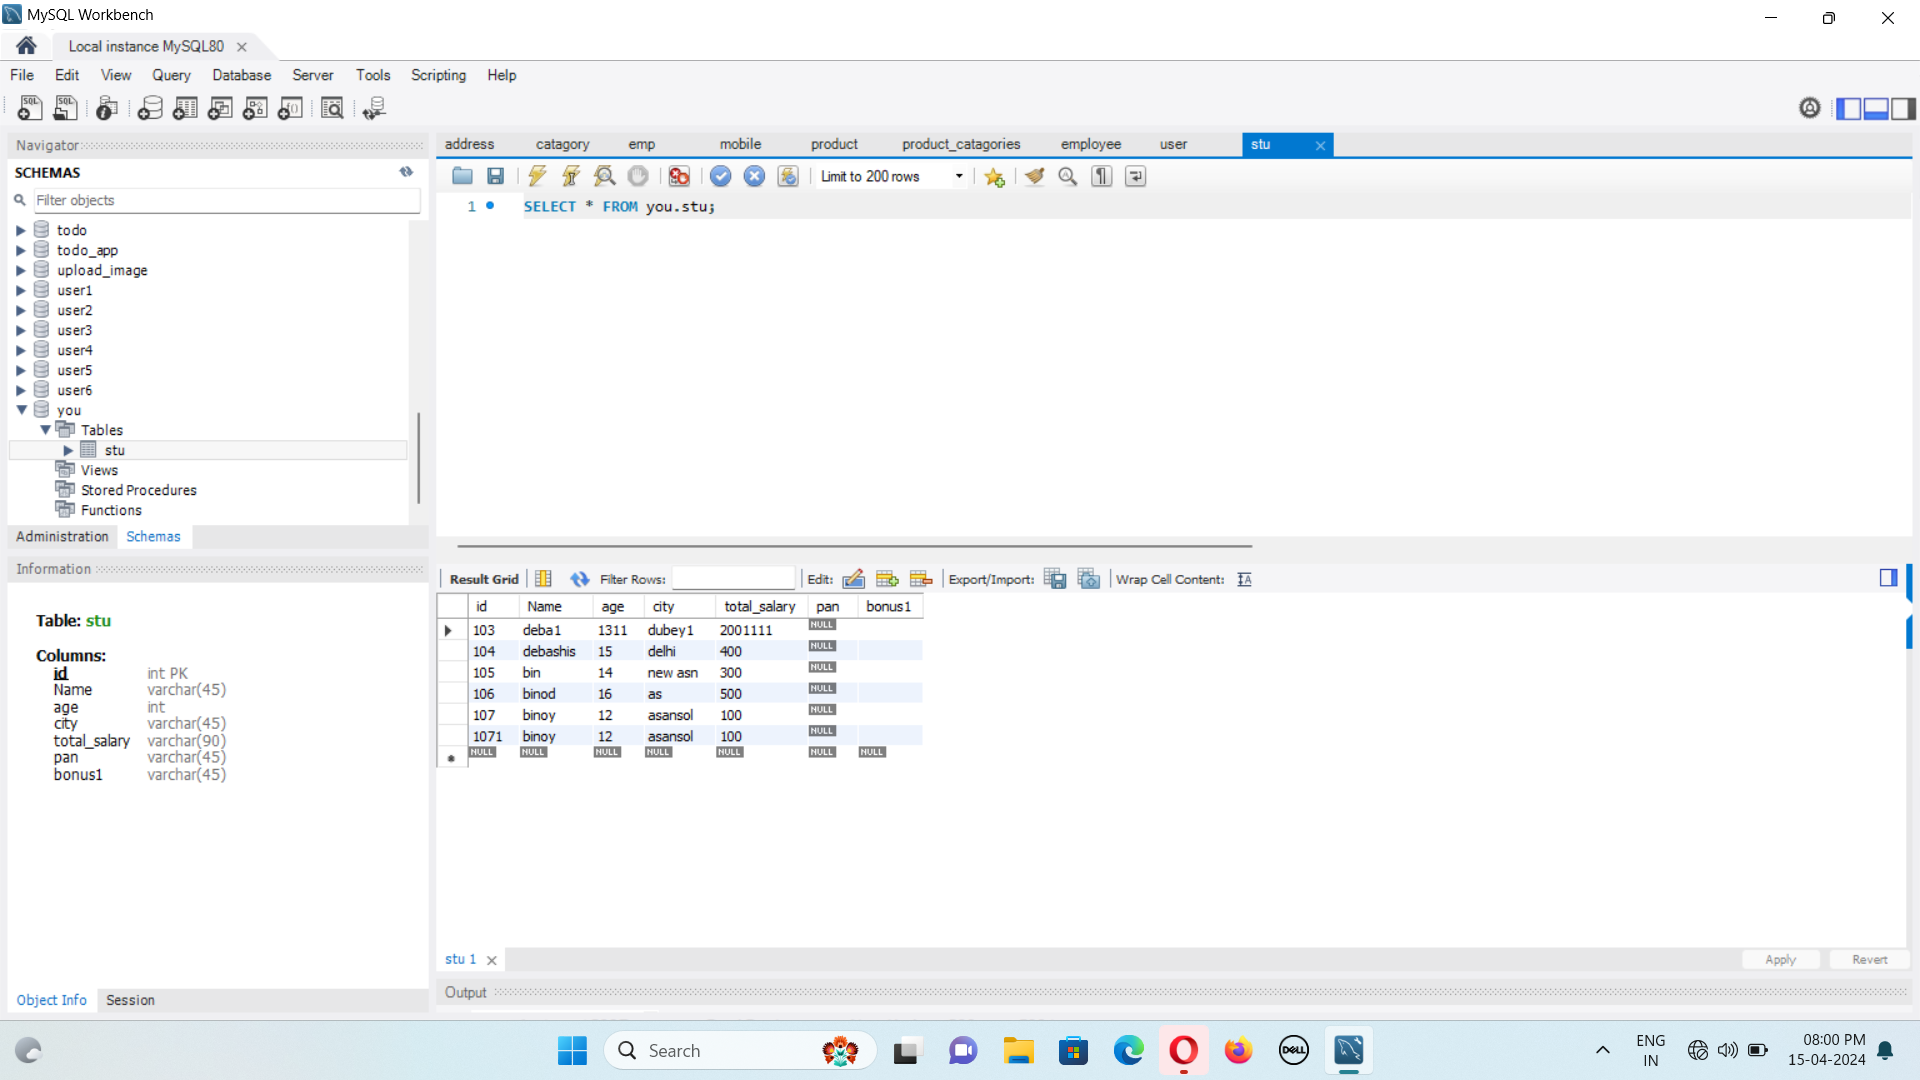 MySQL Workbench
Local instance MySQL80
File Edit View Query Database Server Tools Scripting Help
Navigator
SCHEMAS
Filter objects
todo
todo_app
upload_image
user1
user2
user3
user4
user5
user6
you
Tables
stu
Views
Stored Procedures
Functions
Administration Schemas
Information
Table: stu
Columns:
id int PK
Name varchar(45)
age int
city varchar(45)
total_salary varchar(90)
pan varchar(45)
bonus1 varchar(45)
Object Info Session
address catagory emp mobile product product_catagories employee user stu
Limit to 200 rows
1 SELECT * FROM you.stu;
Result Grid Filter Rows: Edit: Export/Import: Wrap Cell Content:
id Name age city total_salary pan bonus1
103 deba1 1311 dubey1 2001111 NULL
104 debashis 15 delhi 400 NULL
105 bin 14 new asn 300 NULL
106 binod 16 as 500 NULL
107 binoy 12 asansol 100 NULL
1071 binoy 12 asansol 100 NULL
NULL NULL NULL NULL NULL NULL NULL
stu 1
Apply Revert
Output
Search
DELL
ENG
IN
08:00 PM
15-04-2024